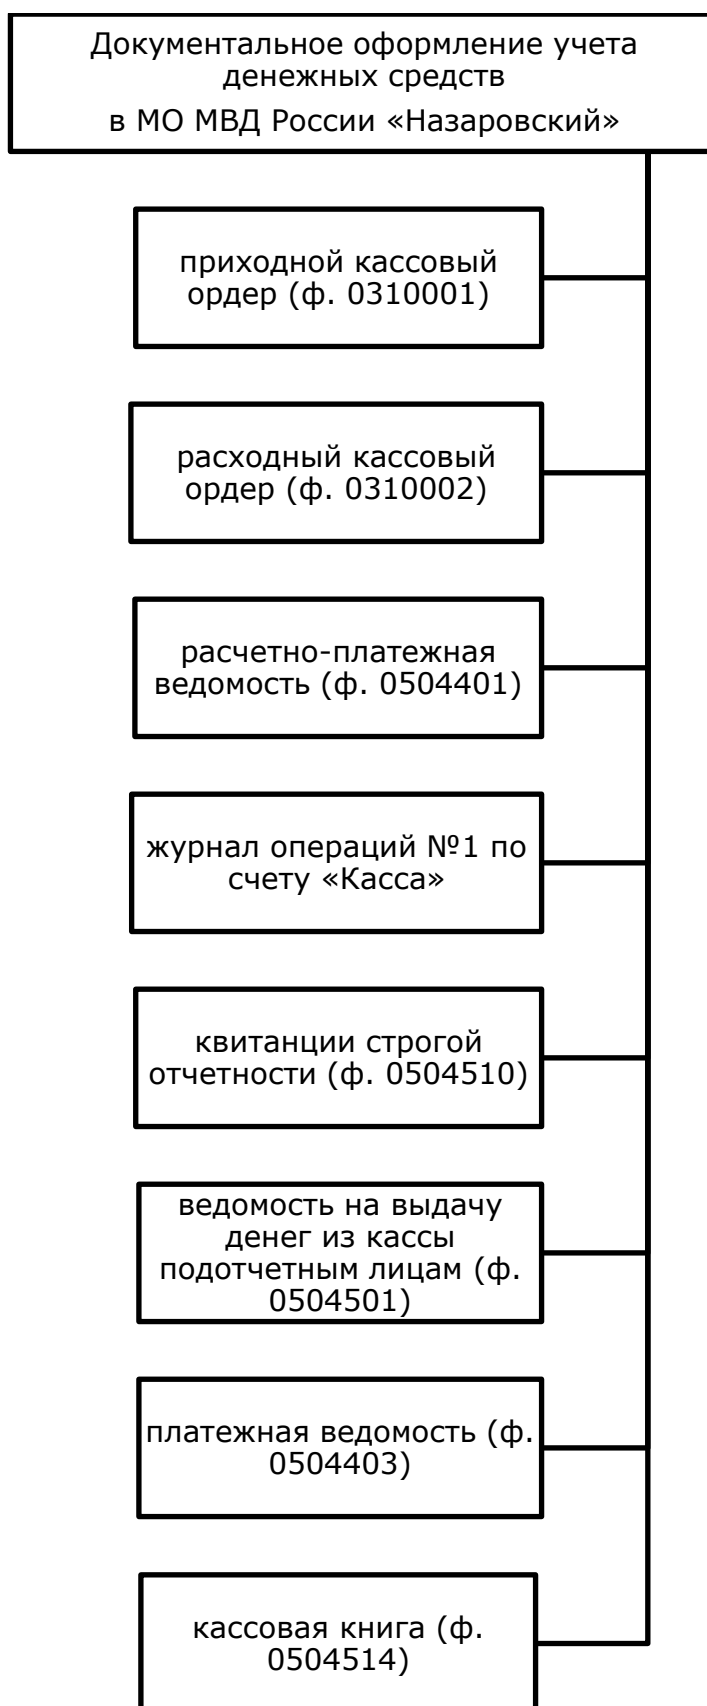 Документальное оформление учета
денежных средств
в МО МВД России «Назаровский»
приходной кассовый
ордер (ф. 0310001)
расходный кассовый
ордер (ф. 0310002)
расчетно-платежная
ведомость (ф. 0504401)
журнал операций №1 по
счету «Касса»
квитанции строгой
отчетности (ф. 0504510)
ведомость на выдачу
денег из кассы
подотчетным лицам (ф.
0504501)
платежная ведомость (ф.
0504403)
кассовая книга (ф.
0504514)